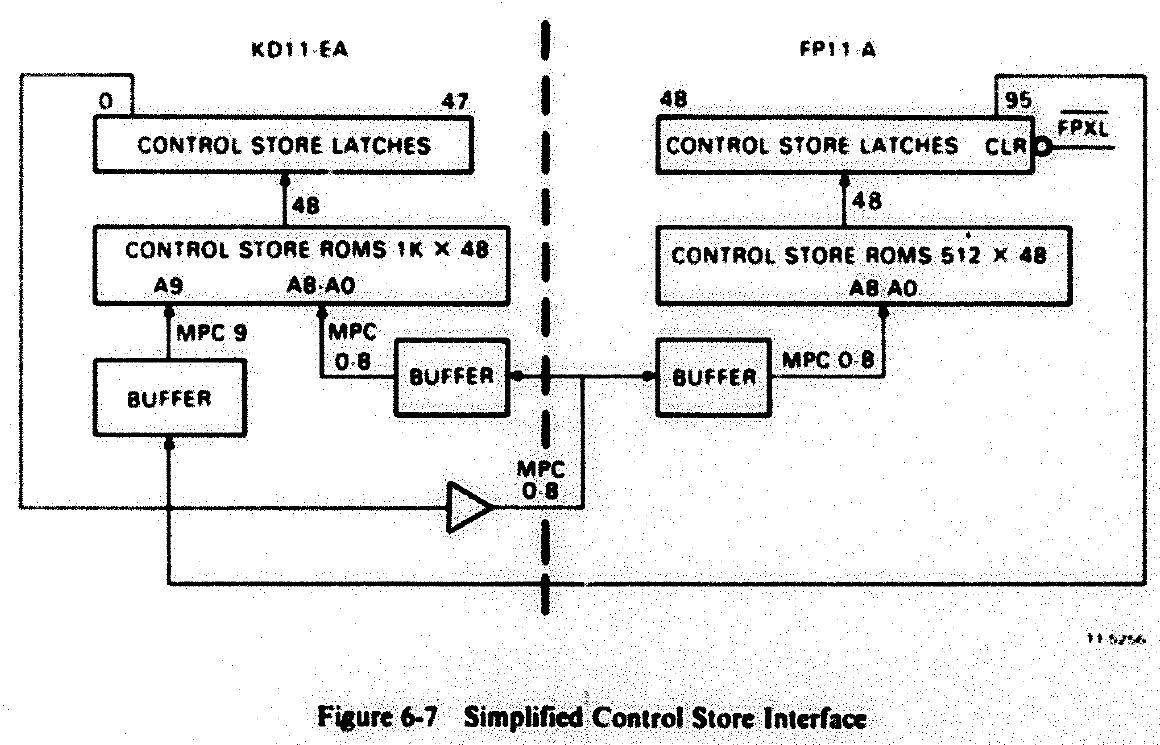 KD11-EA
FP11-A
0
47
48
95
FPXL
CONTROL STORE LATCHES
CONTROL STORE LATCHES CLR
48
48
CONTROL STORE ROMS 1K × 48
A9 A8-A0
CONTROL STORE ROMS 512 × 48
A8-A0
MPC 9
MPC
0-8
MPC 0-8
BUFFER
BUFFER
BUFFER
MPC
0-8
11-5256
Figure 6-7 Simplified Control Store Interface